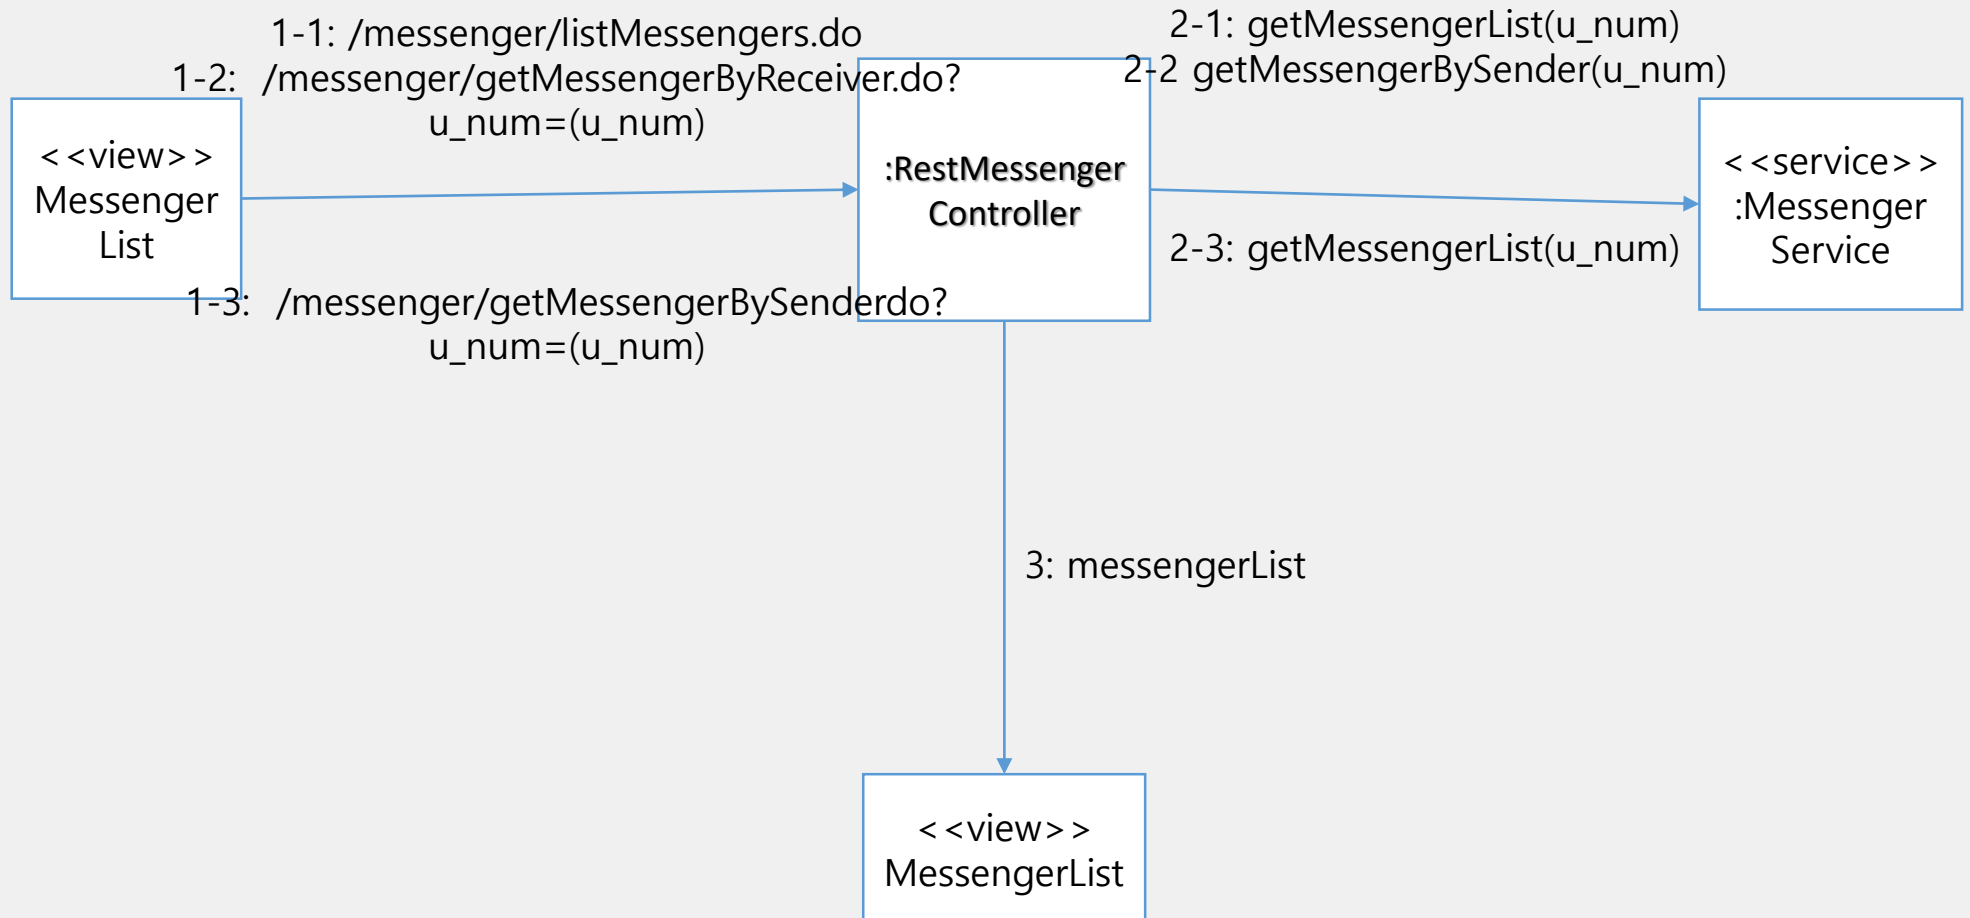 1-1: /messenger/listMessengers.do
1-2:  /messenger/getMessengerByReceiver.do?
u_num=(u_num)
2-1: getMessengerList(u_num)
2-2 getMessengerBySender(u_num)
<<view>>
Messenger
List
:RestMessenger
Controller
<<service>>
:Messenger
Service
2-3: getMessengerList(u_num)
1-3:  /messenger/getMessengerBySenderdo?
u_num=(u_num)
3: messengerList
<<view>>
MessengerList